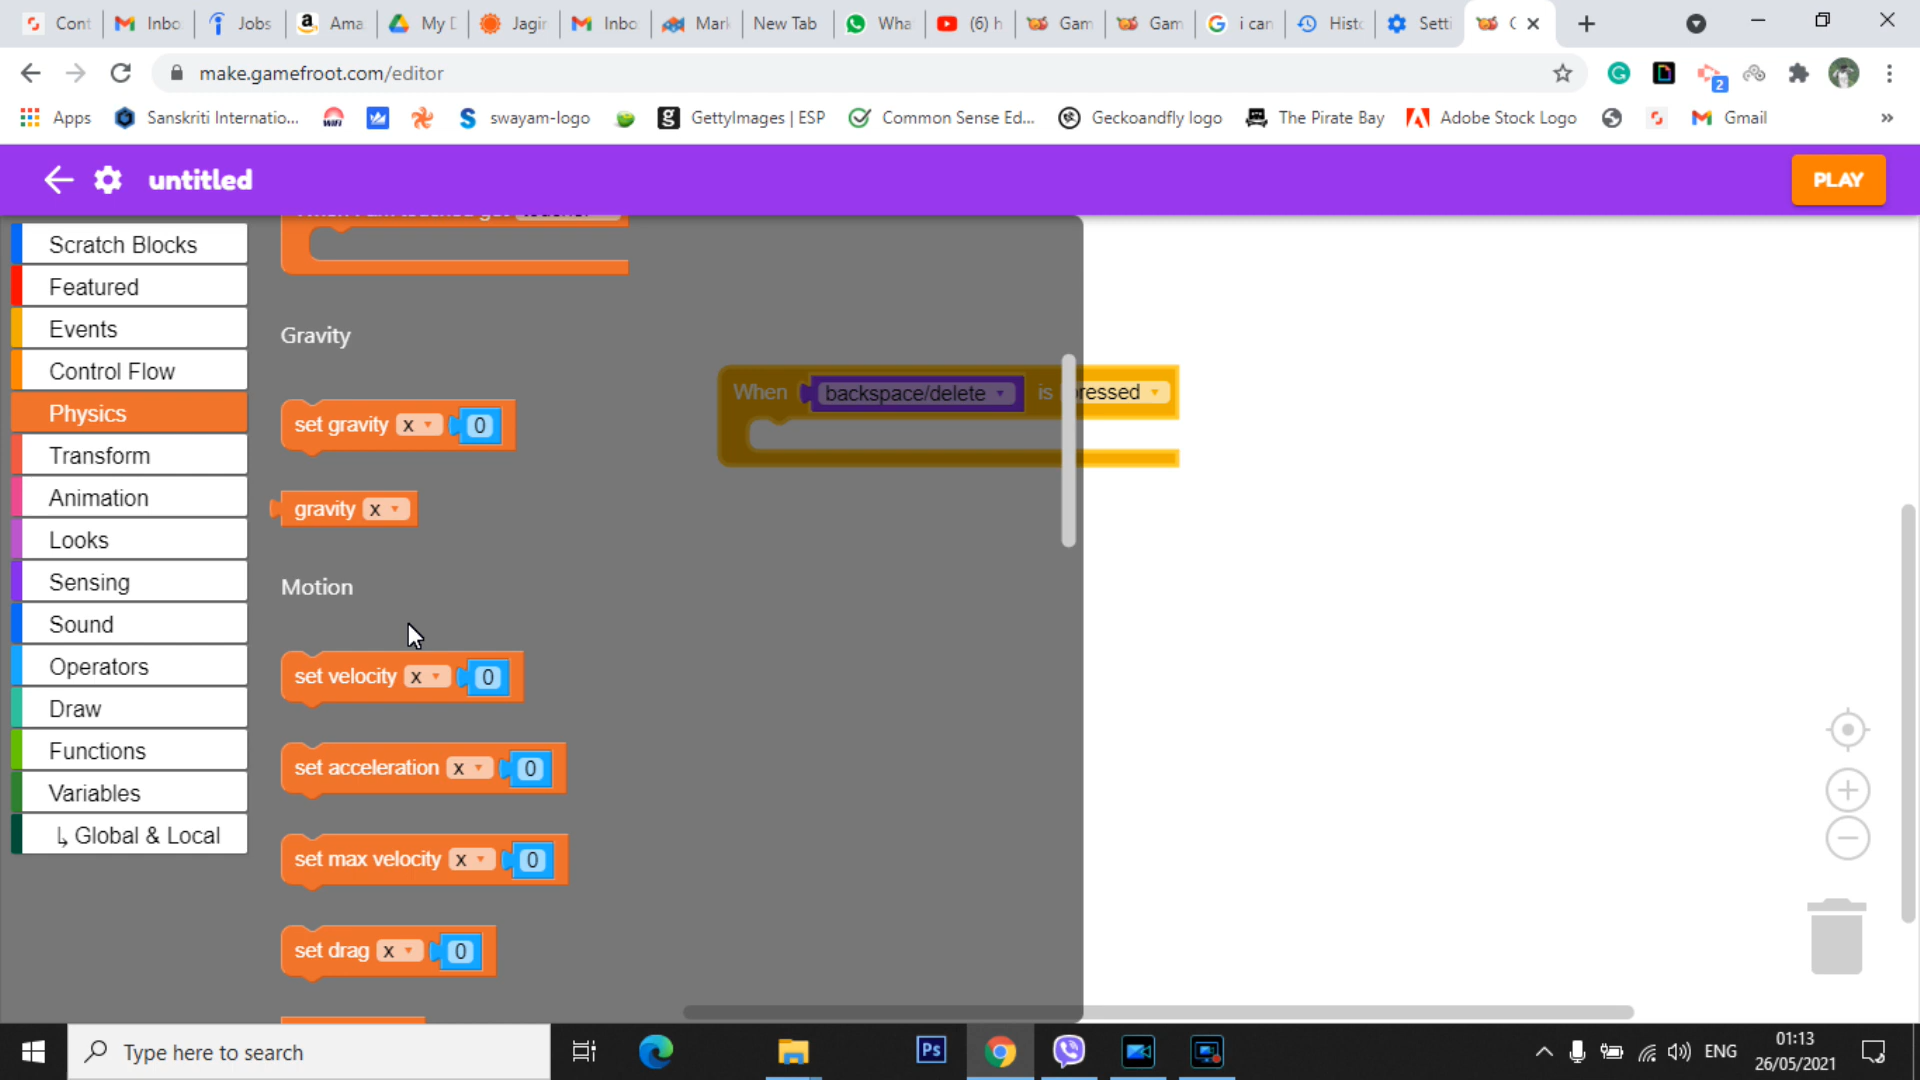 Cont
Inbo
Jobs
Ama
My D
Jagir
Inbo
Mark
New Tab
Wha
(6) h
Gam
Gam
i can
Histo
Setti
make.gamefroot.com/editor
2
Apps
Sanskriti Internatio...
swayam-logo
GettyImages | ESP
Common Sense Ed...
Geckoandfly logo
The Pirate Bay
Adobe Stock Logo
Gmail
»
untitled
PLAY
Scratch Blocks
Featured
Events
Control Flow
Physics
Transform
Animation
Looks
Sensing
Sound
Operators
Draw
Functions
Variables
↳ Global & Local
Gravity
set gravity x 0
gravity x
Motion
set velocity x 0
set acceleration x 0
set max velocity x 0
set drag x 0
When backspace/delete is pressed
Type here to search
Ps
ENG
01:13
26/05/2021